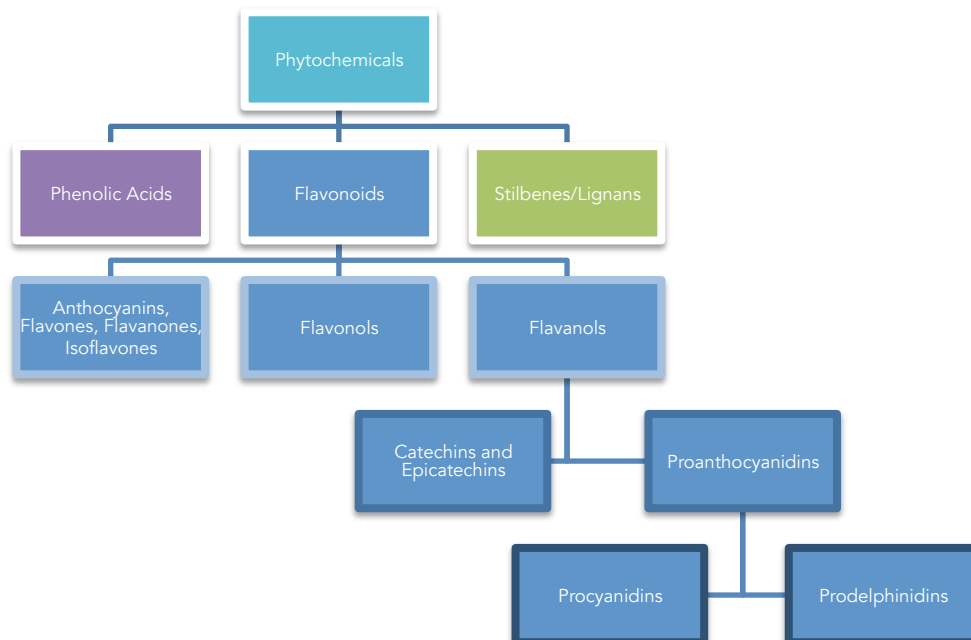 Phytochemicals
Phenolic Acids
Flavonoids
Stilbenes/Lignans
Anthocyanins,
Flavones, Flavanones,
Isoflavones
Flavonols
Flavanols
Catechins and
Epicatechins
Proanthocyanidins
Procyanidins
Prodelphinidins